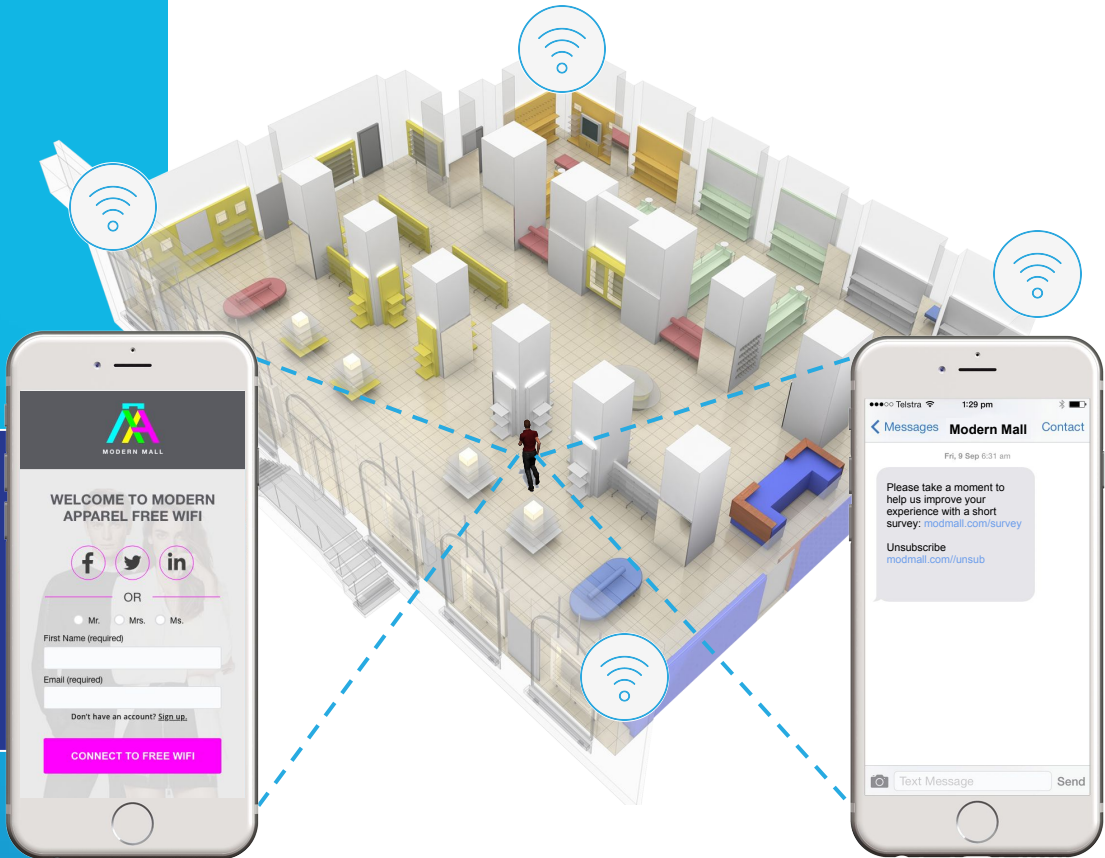 MODERN MALL
WELCOME TO MODERN
APPAREL FREE WIFI
f
in
OR
Mr. Mrs. Ms.
First Name (required)
Email (required)
Don't have an account? Sign up.
CONNECT TO FREE WIFI
Telstra 1:29 pm
Messages Modern Mall Contact
Fri, 9 Sep 6:31 am
Please take a moment to
help us improve your
experience with a short
survey: modmall.com/survey
Unsubscribe
modmall.com//unsub
Text Message Send